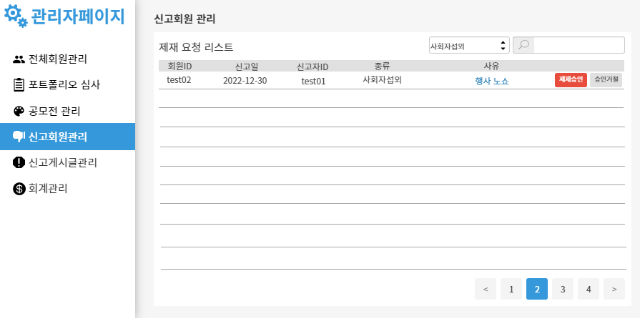 관리자페이지
전체회원관리
포트폴리오 심사
공모전 관리
신고회원관리
신고게시글관리
회계관리
신고회원 관리
제재 요청 리스트
사회자섭외
회원ID 신고일 신고자ID 종류 사유
test02 2022-12-30 test01 사회자섭외 행사 노쇼 제재승인 승인거절
< 1 2 3 4 >